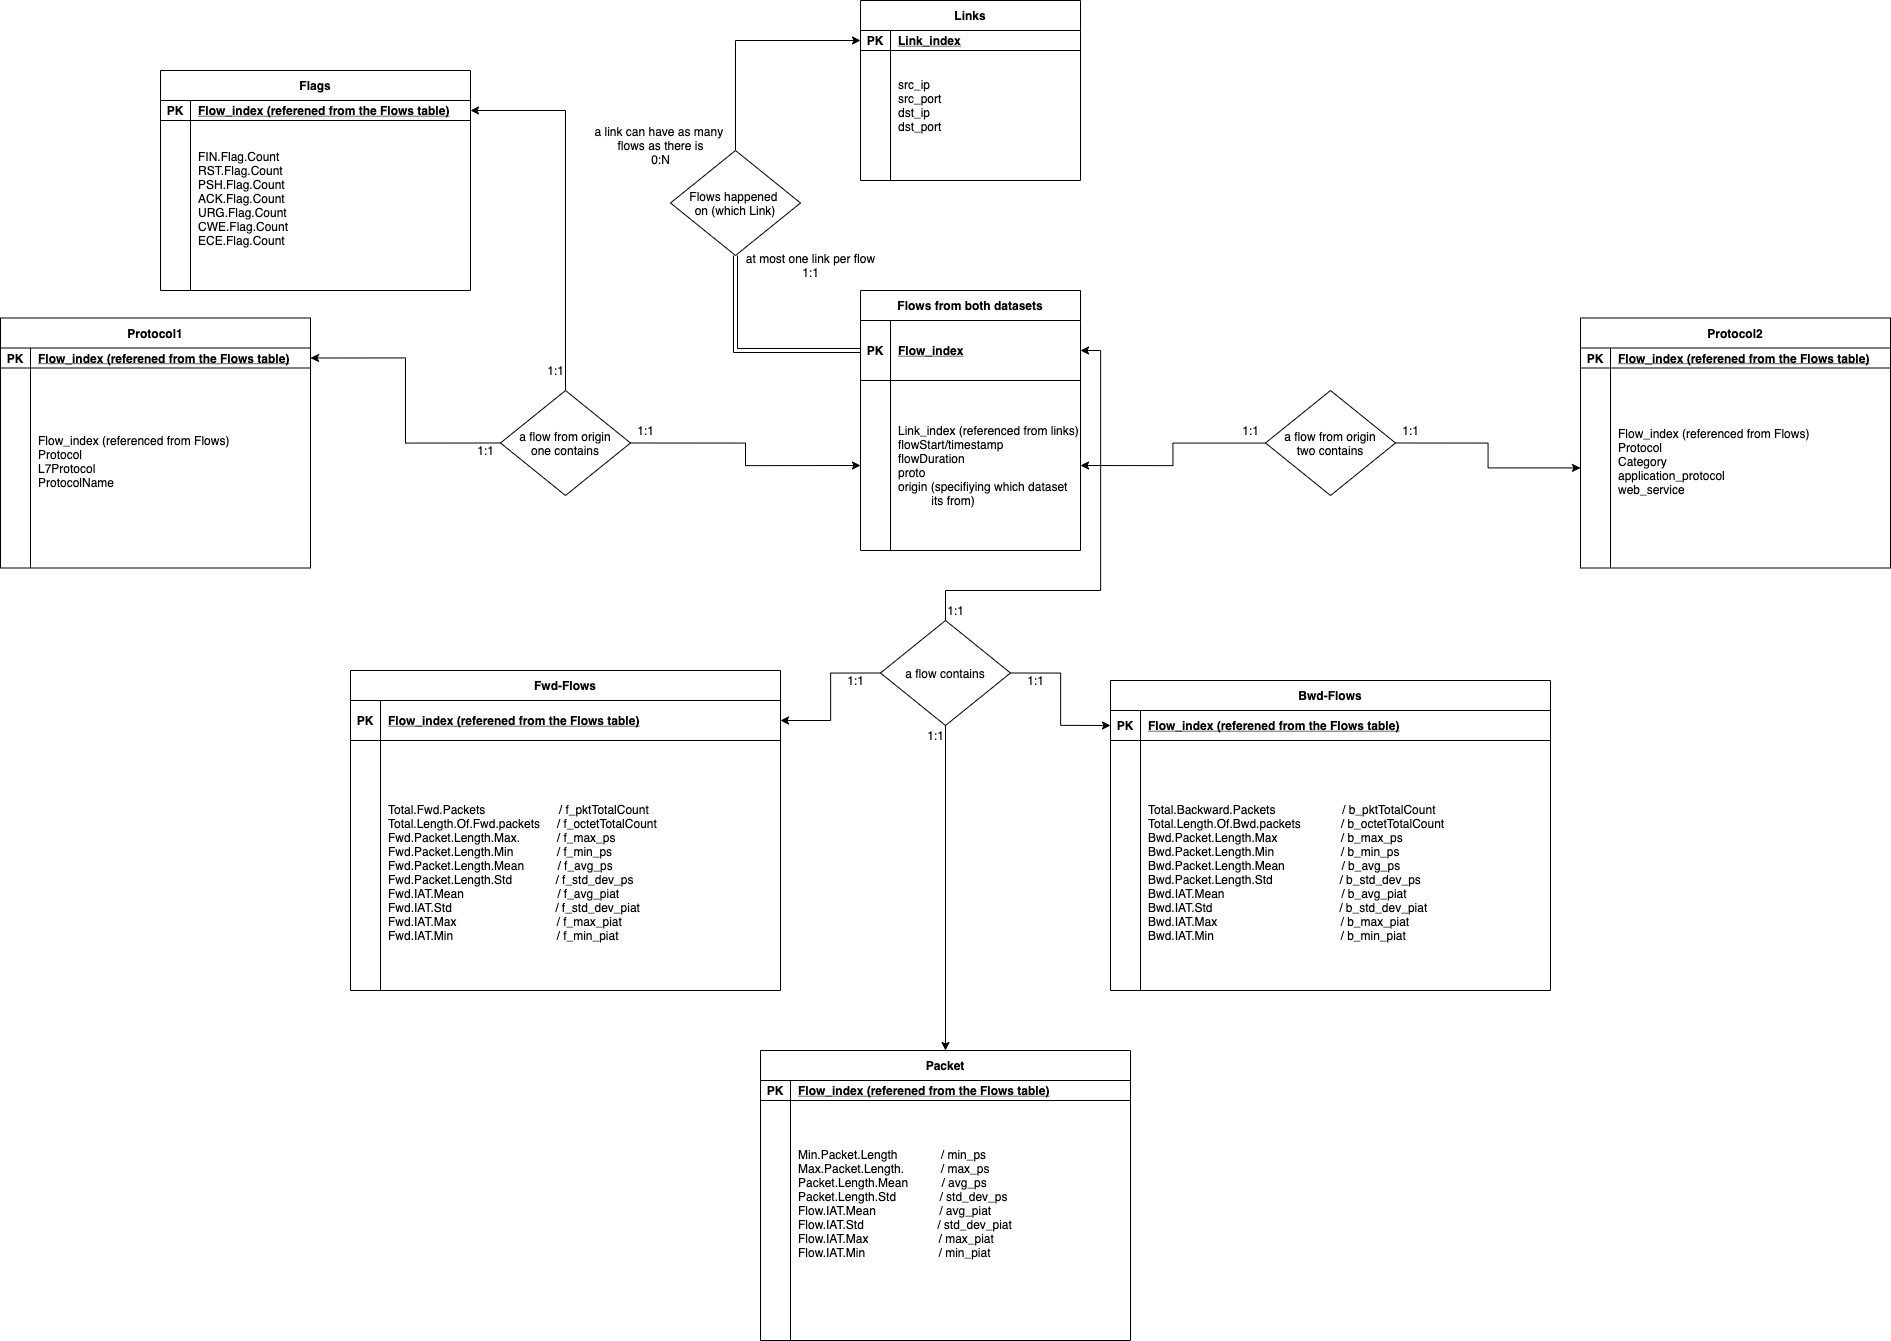 Links
PK Link_index
src_ip
src_port
dst_ip
dst_port
Flags
PK Flow_index (referened from the Flows table)
FIN.Flag.Count
RST.Flag.Count
PSH.Flag.Count
ACK.Flag.Count
URG.Flag.Count
CWE.Flag.Count
ECE.Flag.Count
a link can have as many
flows as there is
0:N
Flows happened
on (which Link)
at most one link per flow
1:1
Flows from both datasets
PK Flow_index
Link_index (referenced from links)
flowStart/timestamp
flowDuration
proto
origin (specifiying which dataset
its from)
Protocol1
PK Flow_index (referened from the Flows table)
Flow_index (referenced from Flows)
Protocol
L7Protocol
ProtocolName
1:1
1:1
a flow from origin
one contains
1:1
1:1
a flow from origin
two contains
1:1
Protocol2
PK Flow_index (referened from the Flows table)
Flow_index (referenced from Flows)
Protocol
Category
application_protocol
web_service
1:1
a flow contains
1:1
1:1
1:1
Fwd-Flows
PK Flow_index (referened from the Flows table)
Total.Fwd.Packets / f_pktTotalCount
Total.Length.Of.Fwd.packets / f_octetTotalCount
Fwd.Packet.Length.Max. / f_max_ps
Fwd.Packet.Length.Min / f_min_ps
Fwd.Packet.Length.Mean / f_avg_ps
Fwd.Packet.Length.Std / f_std_dev_ps
Fwd.IAT.Mean / f_avg_piat
Fwd.IAT.Std / f_std_dev_piat
Fwd.IAT.Max / f_max_piat
Fwd.IAT.Min / f_min_piat
Bwd-Flows
PK Flow_index (referened from the Flows table)
Total.Backward.Packets / b_pktTotalCount
Total.Length.Of.Bwd.packets / b_octetTotalCount
Bwd.Packet.Length.Max / b_max_ps
Bwd.Packet.Length.Min / b_min_ps
Bwd.Packet.Length.Mean / b_avg_ps
Bwd.Packet.Length.Std / b_std_dev_ps
Bwd.IAT.Mean / b_avg_piat
Bwd.IAT.Std / b_std_dev_piat
Bwd.IAT.Max / b_max_piat
Bwd.IAT.Min / b_min_piat
Packet
PK Flow_index (referened from the Flows table)
Min.Packet.Length / min_ps
Max.Packet.Length. / max_ps
Packet.Length.Mean / avg_ps
Packet.Length.Std / std_dev_ps
Flow.IAT.Mean / avg_piat
Flow.IAT.Std / std_dev_piat
Flow.IAT.Max / max_piat
Flow.IAT.Min / min_piat